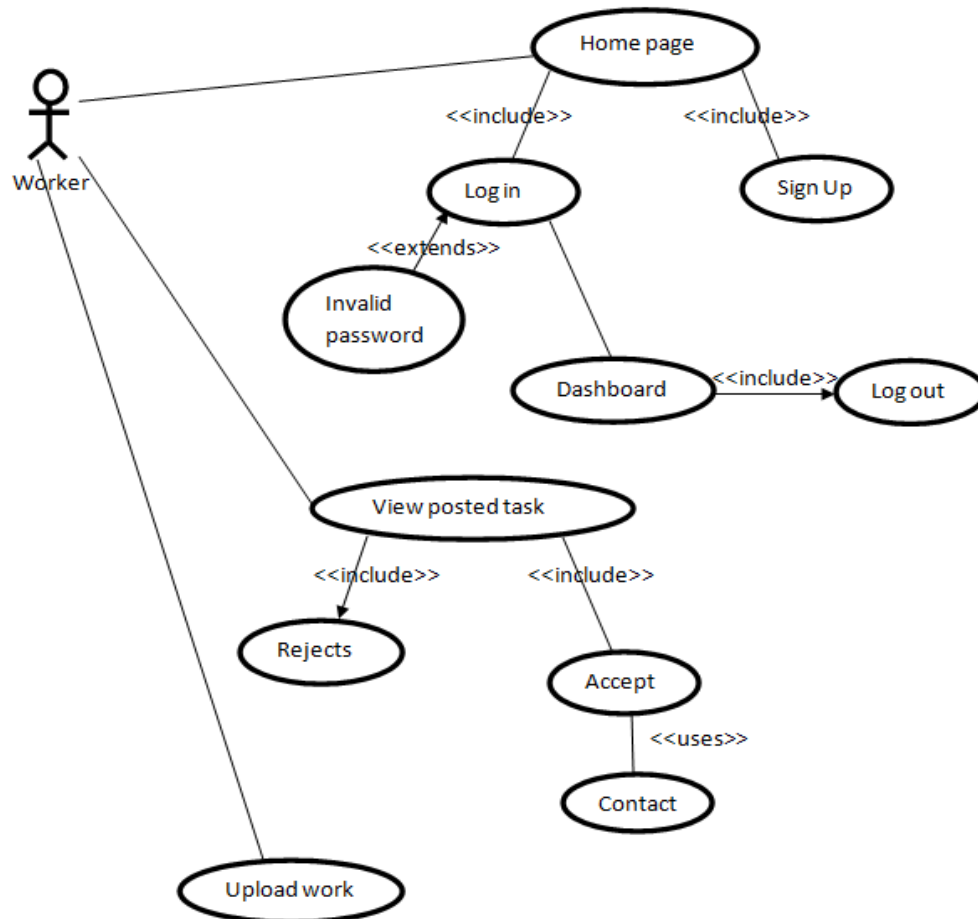 Home page
<<include>>
<<include>>
Worker
Log in
Sign Up
<<extends>>
Invalid
password
Dashboard
<<include>>
Log out
View posted task
<<include>>
<<include>>
Rejects
Accept
<<uses>>
Contact
Upload work